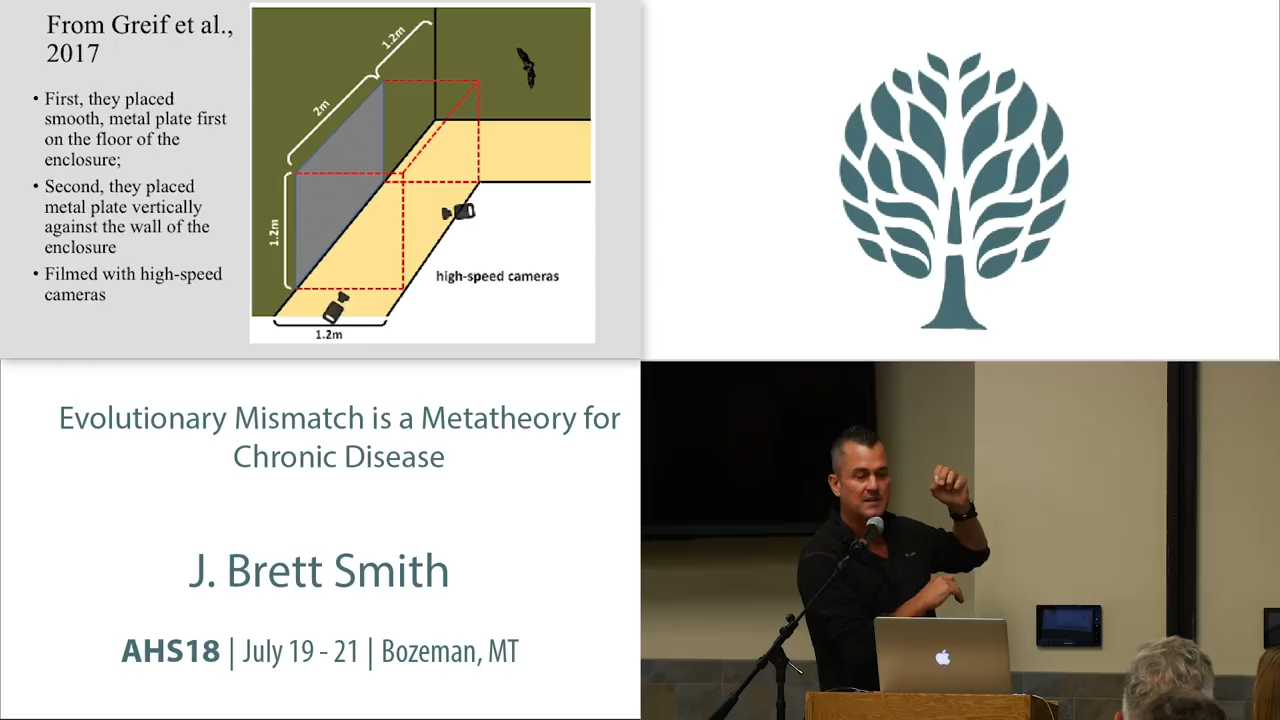 From Greif et al.,
2017
• First, they placed
smooth, metal plate first
on the floor of the
enclosure;
• Second, they placed
metal plate vertically
against the wall of the
enclosure
• Filmed with high-speed
cameras
1.2m
2m
1.2m
high-speed cameras
1.2m
Evolutionary Mismatch is a Metatheory for
Chronic Disease
J. Brett Smith
AHS18 | July 19 - 21 | Bozeman, MT